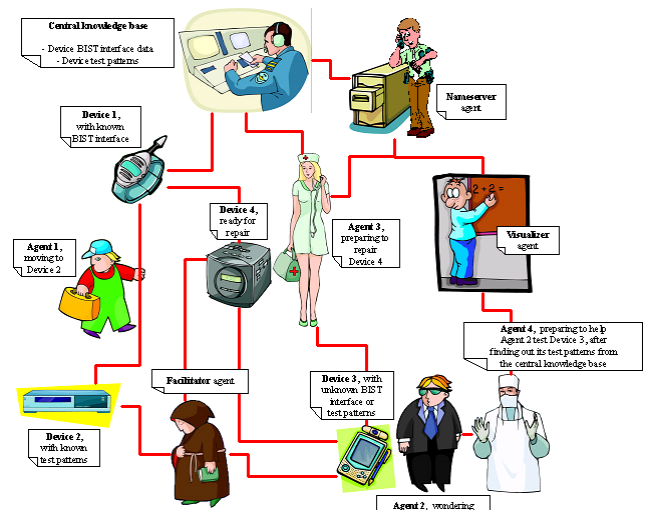 Central knowledge base
- Device BIST interface data
- Device test patterns
Nameserver
agent
Device 1,
with known
BIST interface
2 + 2 =
Device 4,
ready for
repair
Agent 3,
preparing to
repair
Device 4
Visualizer
agent
Agent 1,
moving to
Device 2
Agent 4, preparing to help
Agent 2 test Device 3, after
finding out its test patterns from
the central knowledge base
Facilitator agent
Device 3, with
unknown BIST
interface or
test patterns
Device 2,
with known
test patterns
Agent 2, wondering